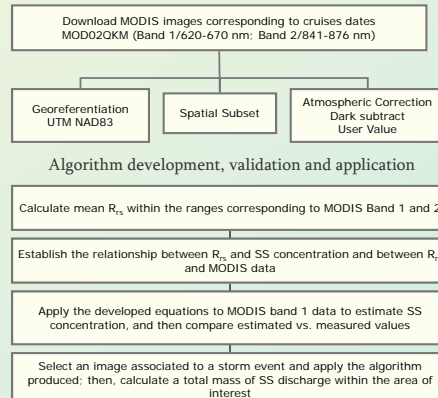 Download MODIS images corresponding to cruises dates
MOD02QKM (Band 1/620-670 nm; Band 2/841-876 nm)
Georeferentiation
UTM NAD83
Spatial Subset
Atmospheric Correction
Dark subtract
User Value
Algorithm development, validation and application
Calculate mean Rrs within the ranges corresponding to MODIS Band 1 and 2
Establish the relationship between Rrs and SS concentration and between R
and MODIS data
Apply the developed equations to MODIS band 1 data to estimate SS
concentration, and then compare estimated vs. measured values
Select an image associated to a storm event and apply the algorithm
produced; then, calculate a total mass of SS discharge within the area of
interest